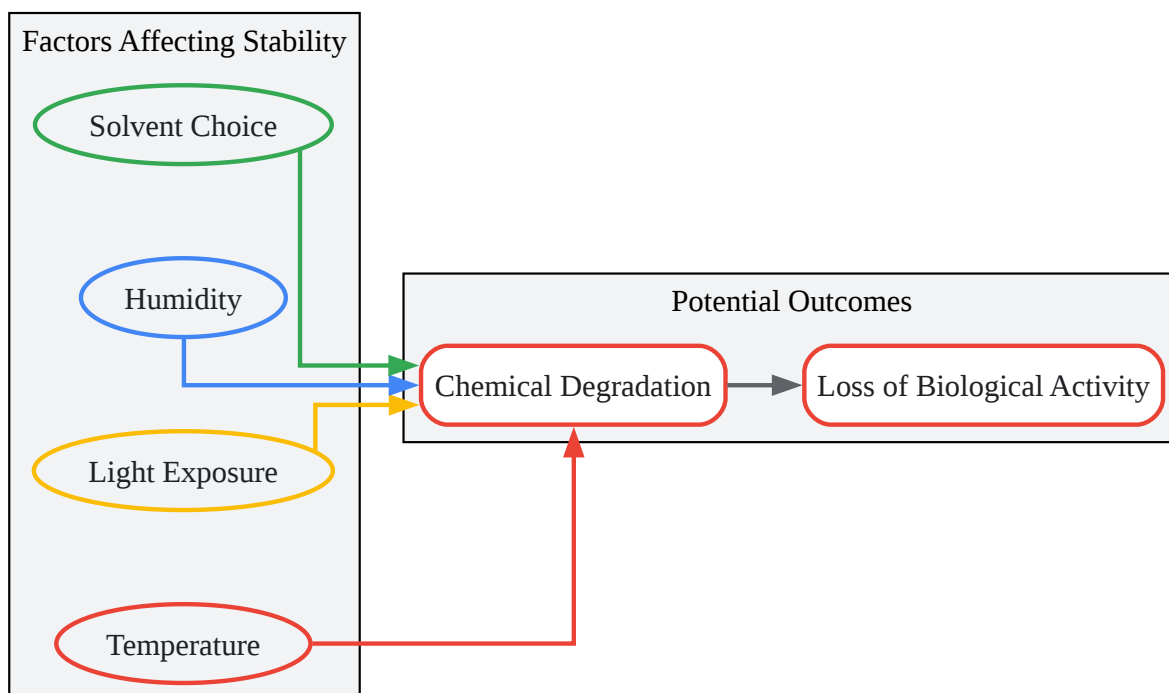 Factors Affecting Stability
Solvent Choice
Humidity
Light Exposure
Temperature
Potential Outcomes
Chemical Degradation
Loss of Biological Activity